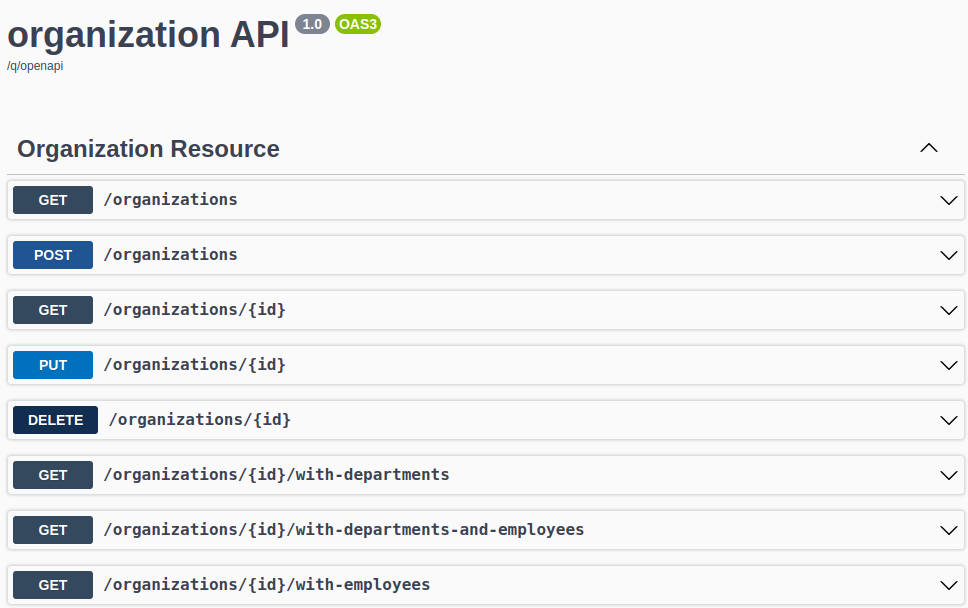 organization API 1.0 OAS3
/q/openapi
Organization Resource
GET /organizations
POST /organizations
GET /organizations/{id}
PUT /organizations/{id}
DELETE /organizations/{id}
GET /organizations/{id}/with-departments
GET /organizations/{id}/with-departments-and-employees
GET /organizations/{id}/with-employees